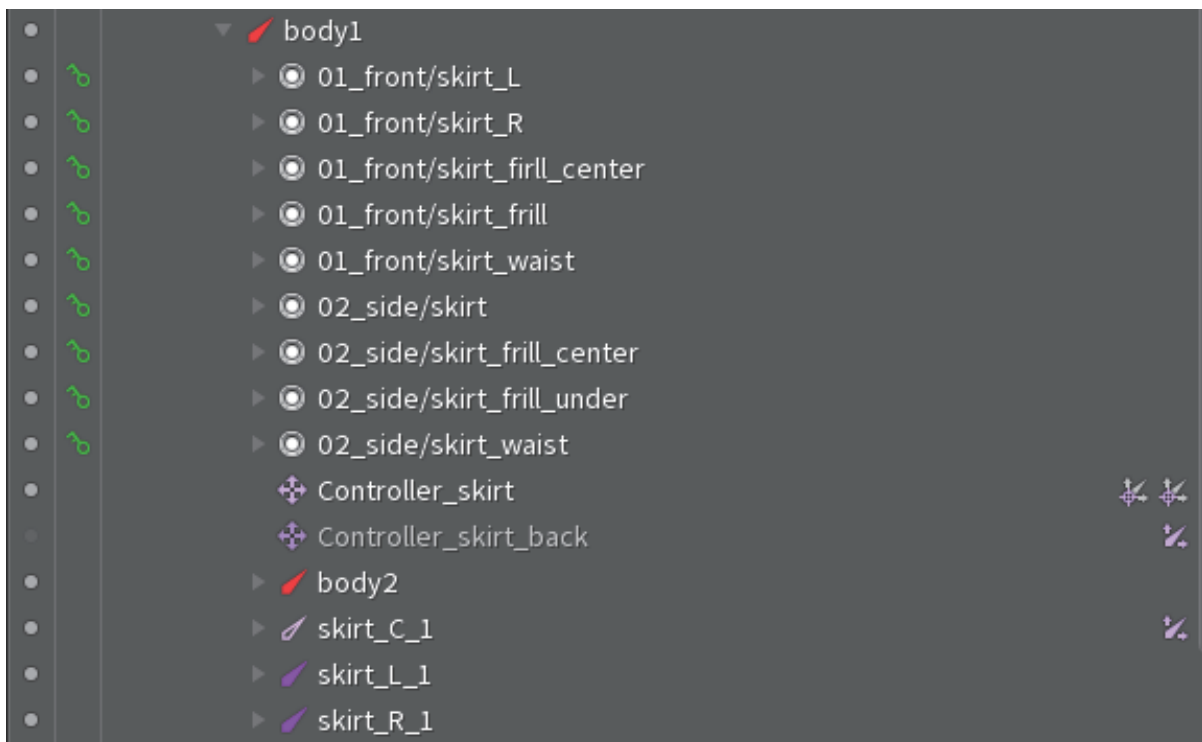 body1
01_front/skirt_L
01_front/skirt_R
01_front/skirt_firll_center
01_front/skirt_frill
01_front/skirt_waist
02_side/skirt
02_side/skirt_frill_center
02_side/skirt_frill_under
02_side/skirt_waist
Controller_skirt
Controller_skirt_back
body2
skirt_C_1
skirt_L_1
skirt_R_1